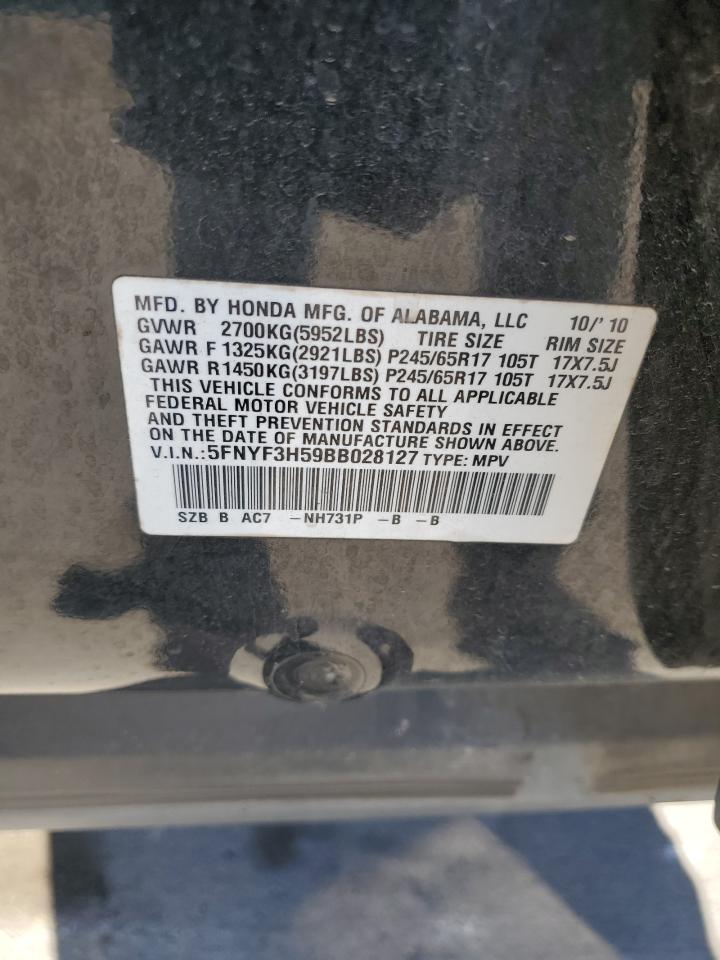 MFD. BY HONDA MFG. OF ALABAMA, LLC 10/'10
GVWR 2700KG(5952LBS) TIRE SIZE RIM SIZE
GAWR F 1325KG(2921LBS) P245/65R17 105T 17X7.5J
GAWR R 1450KG(3197LBS) P245/65R17 105T 17X7.5J
THIS VEHICLE CONFORMS TO ALL APPLICABLE
FEDERAL MOTOR VEHICLE SAFETY
AND THEFT PREVENTION STANDARDS IN EFFECT
ON THE DATE OF MANUFACTURE SHOWN ABOVE.
V.I.N.:5FNYF3H59BB028127 TYPE: MPV
SZB B AC7 -NH731P -B -B